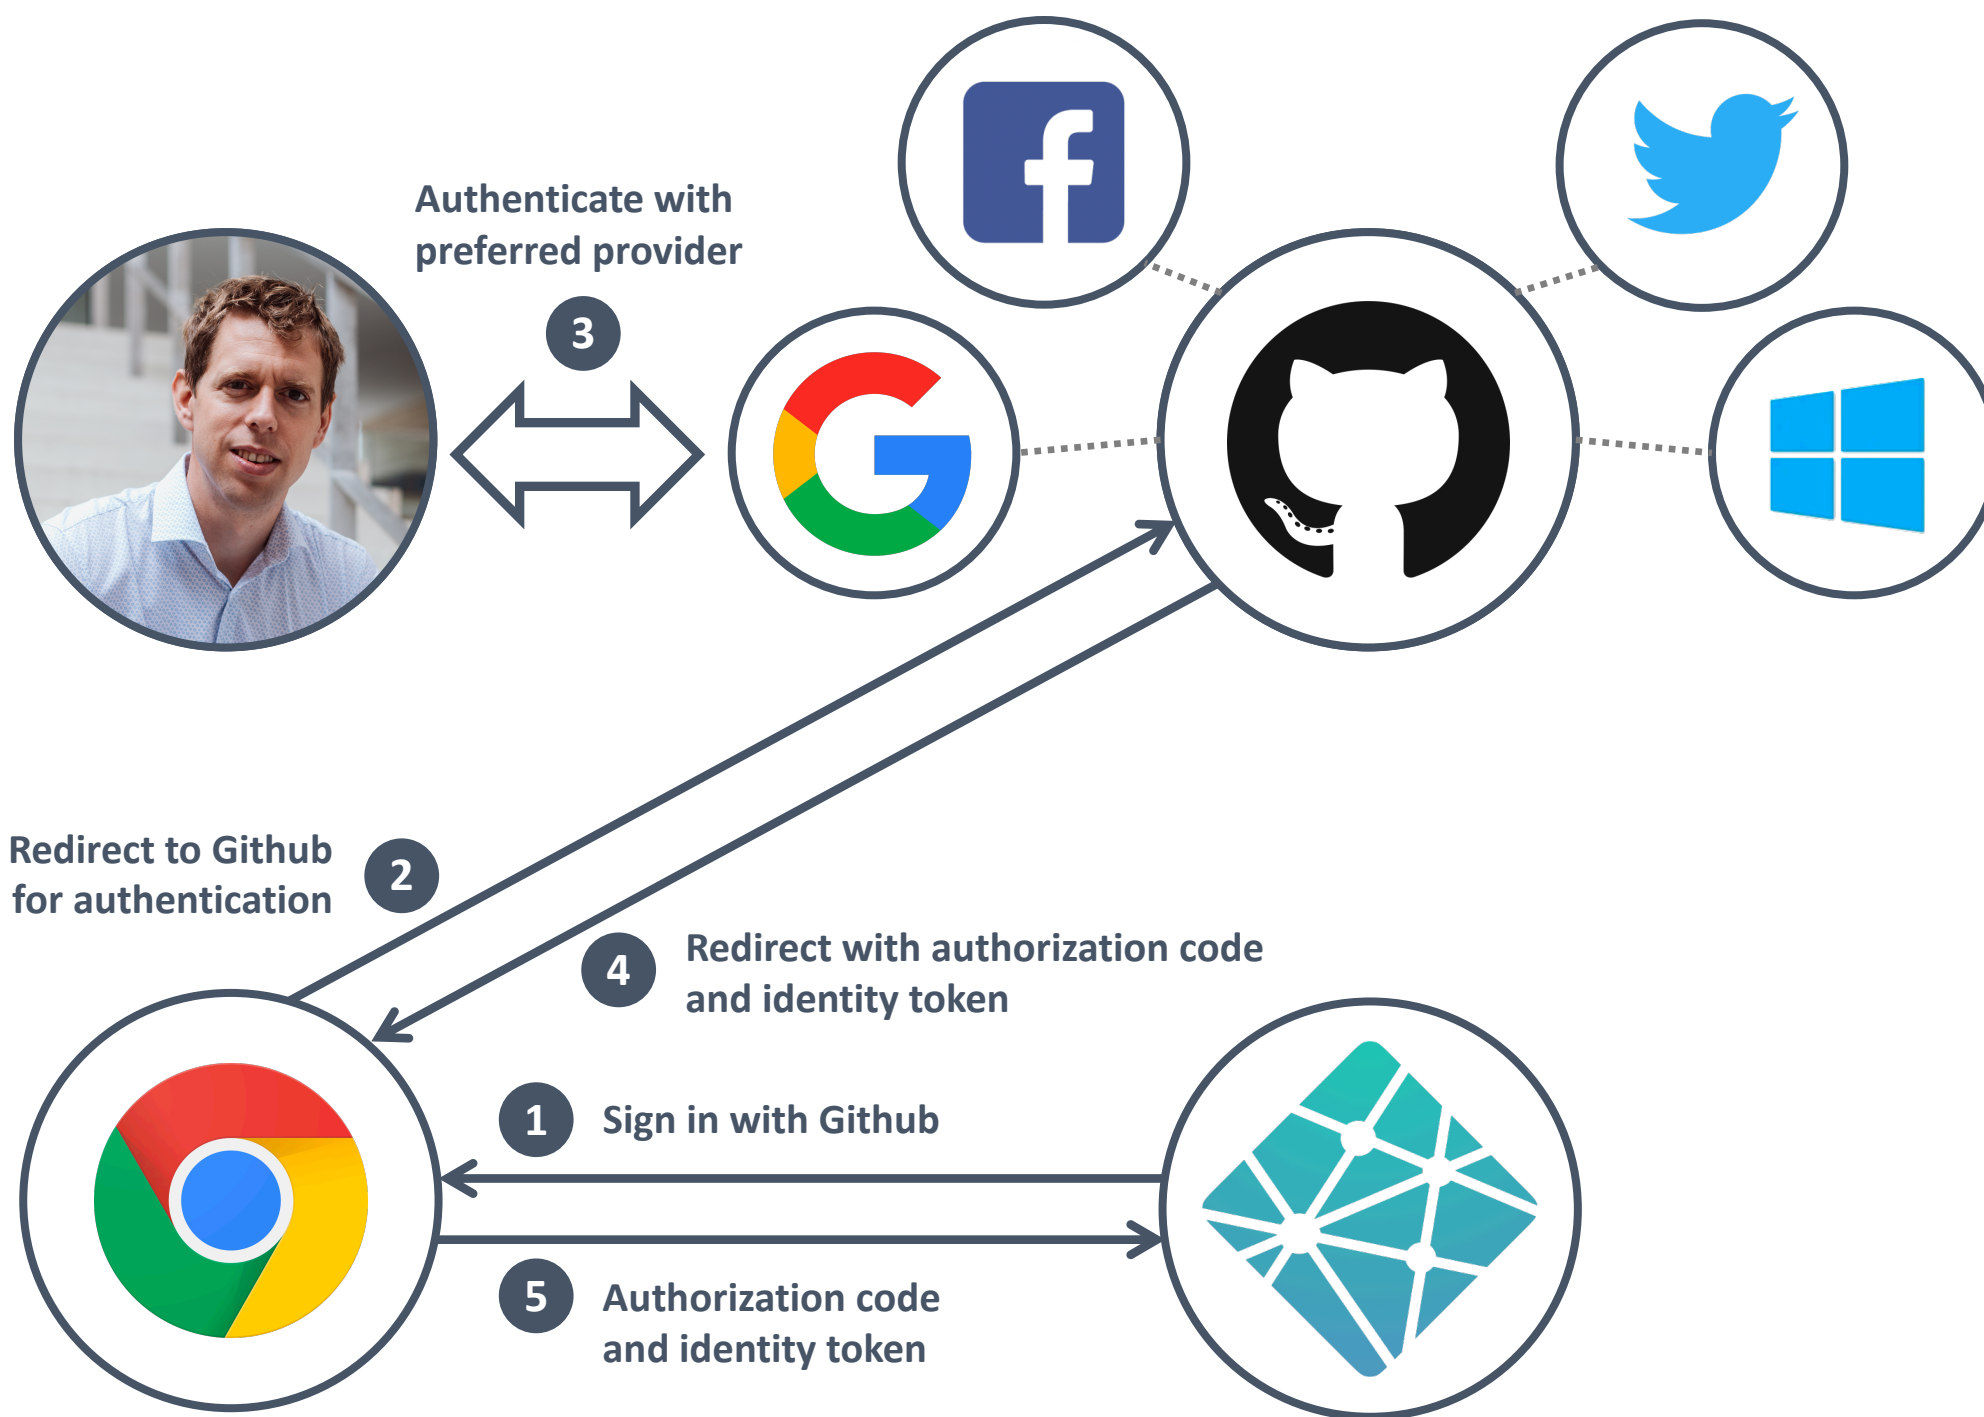 Authenticate with
preferred provider
3
Redirect to Github
for authentication
2
4
Redirect with authorization code
and identity token
1
Sign in with Github
5
Authorization code
and identity token